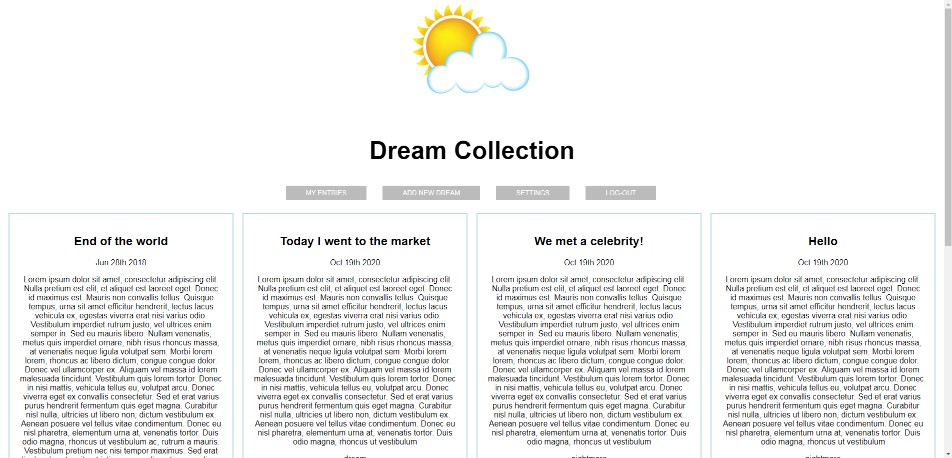 Dream Collection
MY ENTRIES
ADD NEW DREAM
SETTINGS
LOG-OUT
End of the world
Jun 28th 2018
Lorem ipsum dolor sit amet, consectetur adipiscing elit.
Nulla pretium est elit, et aliquet est laoreet eget. Donec
id maximus est. Mauris non convallis tellus. Quisque
tempus, urna sit amet efficitur hendrerit, lectus lacus
vehicula ex, egestas viverra erat nisi varius odio.
Vestibulum imperdiet rutrum justo, vel ultrices enim
semper in. Sed eu mauris libero. Nullam venenatis,
metus quis imperdiet ornare, nibh risus rhoncus massa,
at venenatis neque ligula volutpat sem. Morbi lorem
lorem, rhoncus ac libero dictum, congue congue dolor.
Donec vel ullamcorper ex. Aliquam vel massa id lorem
malesuada tincidunt. Vestibulum quis lorem tortor. Donec
in nisi mattis, vehicula tellus eu, volutpat arcu. Donec
viverra eget ex convallis consectetur. Sed et erat varius
purus hendrerit fermentum quis eget magna. Curabitur
nisl nulla, ultricies ut libero non, dictum vestibulum ex.
Aenean posuere vel tellus vitae condimentum. Donec eu
nisl pharetra, elementum urna at, venenatis tortor. Duis
odio magna, rhoncus ut vestibulum ac, rutrum a mauris.
Vestibulum pretium nec nisi tempor maximus. Sed erat
Today I went to the market
Oct 19th 2020
Lorem ipsum dolor sit amet, consectetur adipiscing elit.
Nulla pretium est elit, et aliquet est laoreet eget. Donec
id maximus est. Mauris non convallis tellus. Quisque
tempus, urna sit amet efficitur hendrerit, lectus lacus
vehicula ex, egestas viverra erat nisi varius odio.
Vestibulum imperdiet rutrum justo, vel ultrices enim
semper in. Sed eu mauris libero. Nullam venenatis,
metus quis imperdiet ornare, nibh risus rhoncus massa,
at venenatis neque ligula volutpat sem. Morbi lorem
lorem, rhoncus ac libero dictum, congue congue dolor.
Donec vel ullamcorper ex. Aliquam vel massa id lorem
malesuada tincidunt. Vestibulum quis lorem tortor. Donec
in nisi mattis, vehicula tellus eu, volutpat arcu. Donec
viverra eget ex convallis consectetur. Sed et erat varius
purus hendrerit fermentum quis eget magna. Curabitur
nisl nulla, ultricies ut libero non, dictum vestibulum ex.
Aenean posuere vel tellus vitae condimentum. Donec eu
nisl pharetra, elementum urna at, venenatis tortor. Duis
odio magna, rhoncus ut vestibulum
dream
We met a celebrity!
Oct 19th 2020
Lorem ipsum dolor sit amet, consectetur adipiscing elit.
Nulla pretium est elit, et aliquet est laoreet eget. Donec
id maximus est. Mauris non convallis tellus. Quisque
tempus, urna sit amet efficitur hendrerit, lectus lacus
vehicula ex, egestas viverra erat nisi varius odio.
Vestibulum imperdiet rutrum justo, vel ultrices enim
semper in. Sed eu mauris libero. Nullam venenatis,
metus quis imperdiet ornare, nibh risus rhoncus massa,
at venenatis neque ligula volutpat sem. Morbi lorem
lorem, rhoncus ac libero dictum, congue congue dolor.
Donec vel ullamcorper ex. Aliquam vel massa id lorem
malesuada tincidunt. Vestibulum quis lorem tortor. Donec
in nisi mattis, vehicula tellus eu, volutpat arcu. Donec
viverra eget ex convallis consectetur. Sed et erat varius
purus hendrerit fermentum quis eget magna. Curabitur
nisl nulla, ultricies ut libero non, dictum vestibulum ex.
Aenean posuere vel tellus vitae condimentum. Donec eu
nisl pharetra, elementum urna at, venenatis tortor. Duis
odio magna, rhoncus ut vestibulum
nightmare
Hello
Oct 19th 2020
Lorem ipsum dolor sit amet, consectetur adipiscing elit.
Nulla pretium est elit, et aliquet est laoreet eget. Donec
id maximus est. Mauris non convallis tellus. Quisque
tempus, urna sit amet efficitur hendrerit, lectus lacus
vehicula ex, egestas viverra erat nisi varius odio.
Vestibulum imperdiet rutrum justo, vel ultrices enim
semper in. Sed eu mauris libero. Nullam venenatis,
metus quis imperdiet ornare, nibh risus rhoncus massa,
at venenatis neque ligula volutpat sem. Morbi lorem
lorem, rhoncus ac libero dictum, congue congue dolor.
Donec vel ullamcorper ex. Aliquam vel massa id lorem
malesuada tincidunt. Vestibulum quis lorem tortor. Donec
in nisi mattis, vehicula tellus eu, volutpat arcu. Donec
viverra eget ex convallis consectetur. Sed et erat varius
purus hendrerit fermentum quis eget magna. Curabitur
nisl nulla, ultricies ut libero non, dictum vestibulum ex.
Aenean posuere vel tellus vitae condimentum. Donec eu
nisl pharetra, elementum urna at, venenatis tortor. Duis
odio magna, rhoncus ut vestibulum
nightmare